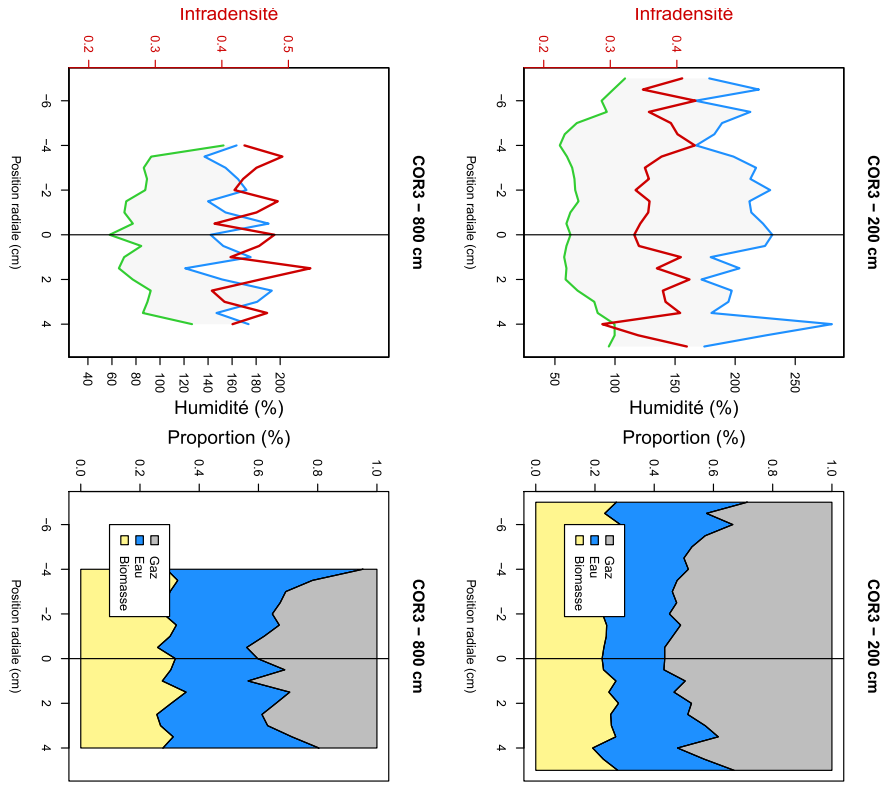 Infradensité
0.2 0.3 0.4 0.5
COR3 − 800 cm
−6 −4 −2 0 2 4
Position radiale (cm)
40 60 80 100 120 140 160 180 200
Humidité (%)
Infradensité
0.2 0.3 0.4
COR3 − 200 cm
−6 −4 −2 0 2 4
Position radiale (cm)
50 100 150 200 250
Humidité (%)
Proportion (%)
0.0 0.2 0.4 0.6 0.8 1.0
COR3 − 800 cm
−6 −4 −2 0 2 4
Position radiale (cm)
Gaz
Eau
Biomasse
Proportion (%)
0.0 0.2 0.4 0.6 0.8 1.0
COR3 − 200 cm
−6 −4 −2 0 2 4
Position radiale (cm)
Gaz
Eau
Biomasse